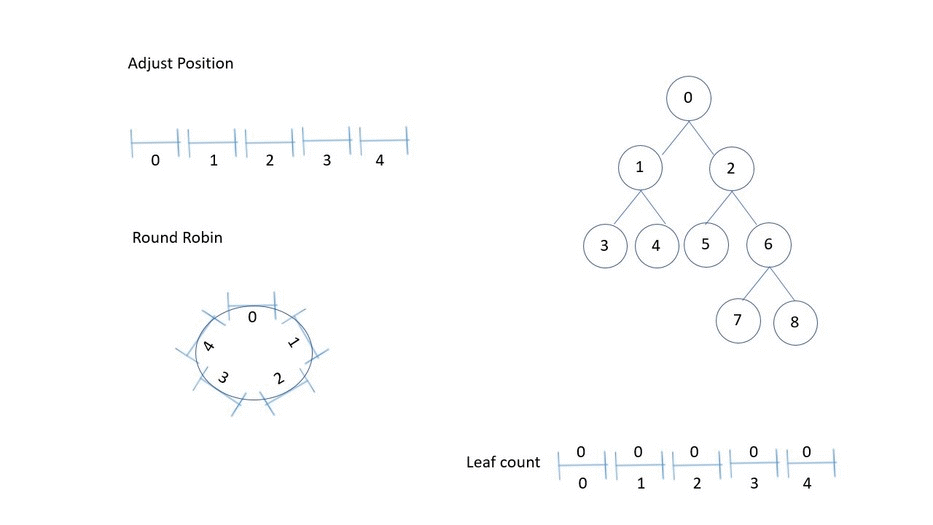 Adjust Position
0 1 2 3 4
Round Robin
0
1
2
3
4
0
1 2
3 4 5 6
7 8
Leaf count
0 0 0 0 0
0 1 2 3 4